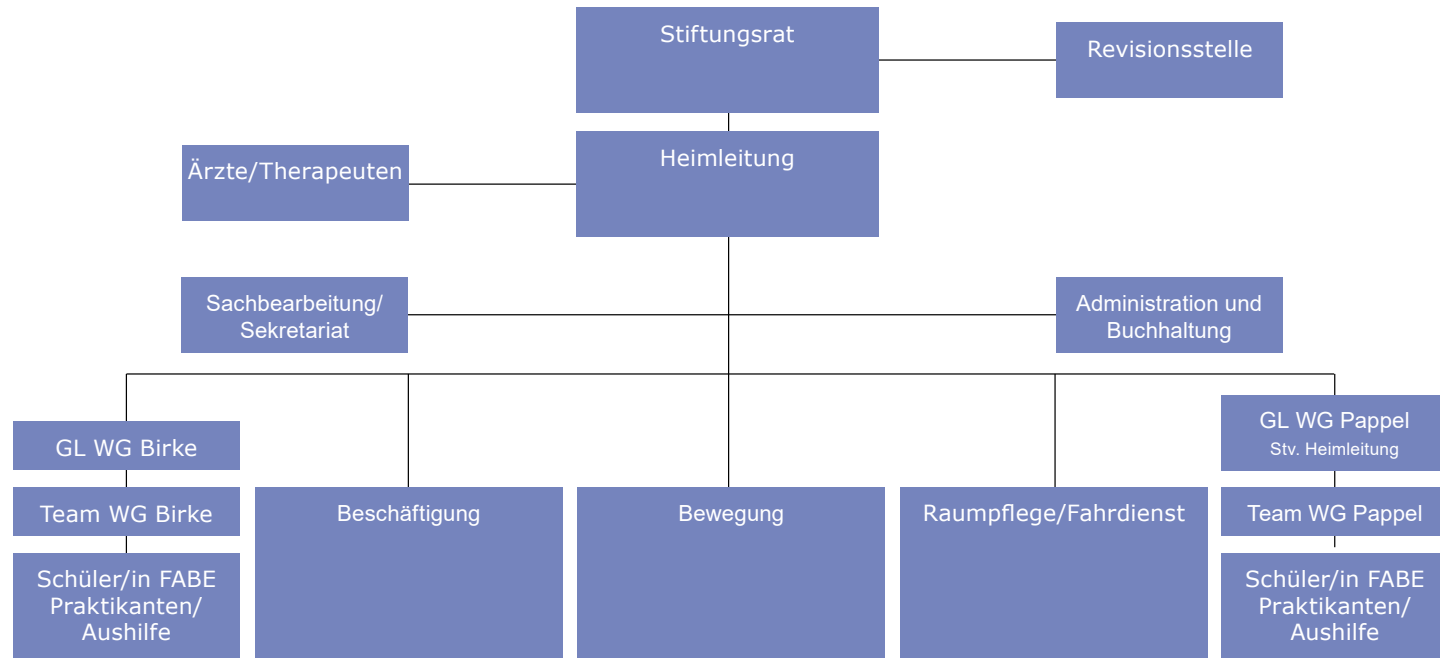 Stiftungsrat
Revisionsstelle
Heimleitung
Ärzte/Therapeuten
Sachbearbeitung/
Sekretariat
Administration und
Buchhaltung
GL WG Birke
GL WG Pappel
Stv. Heimleitung
Team WG Birke
Beschäftigung
Bewegung
Raumpflege/Fahrdienst
Team WG Pappel
Schüler/in FABE
Praktikanten/
Aushilfe
Schüler/in FABE
Praktikanten/
Aushilfe